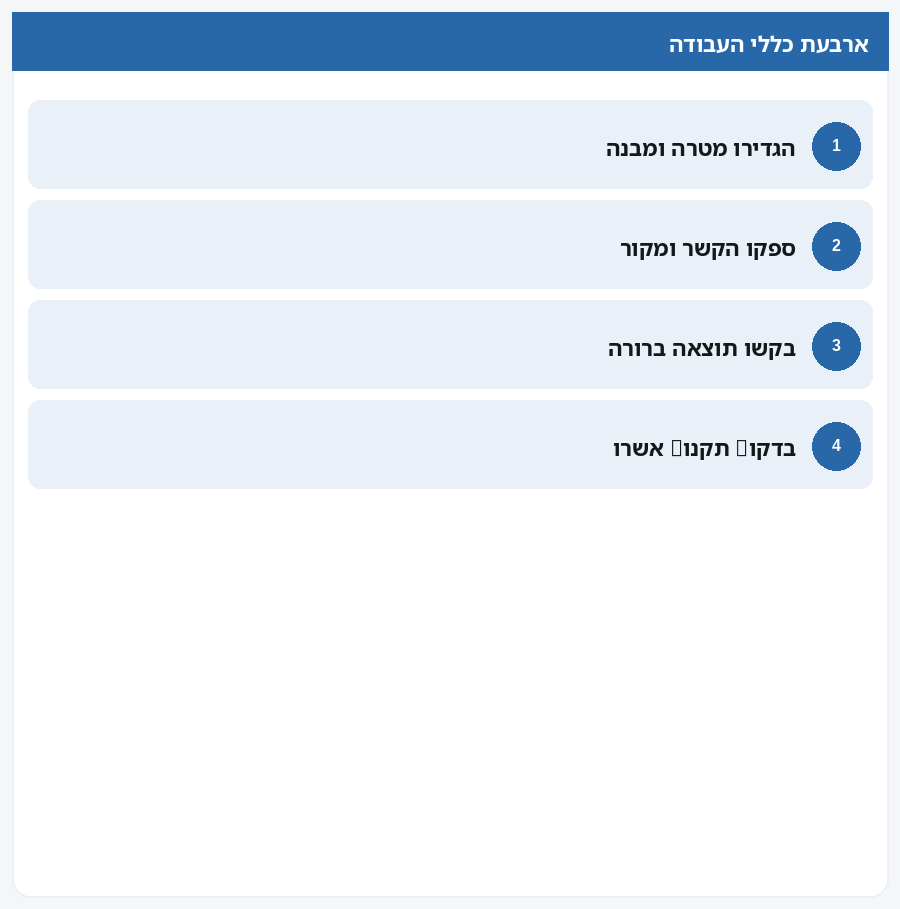 ארבעת כללי העבודה
1 הגדירו מטרה ומבנה
2 ספקו הקשר ומקור
3 בקשו תוצאה ברורה
4 בדקו▯ תקנו▯ אשרו